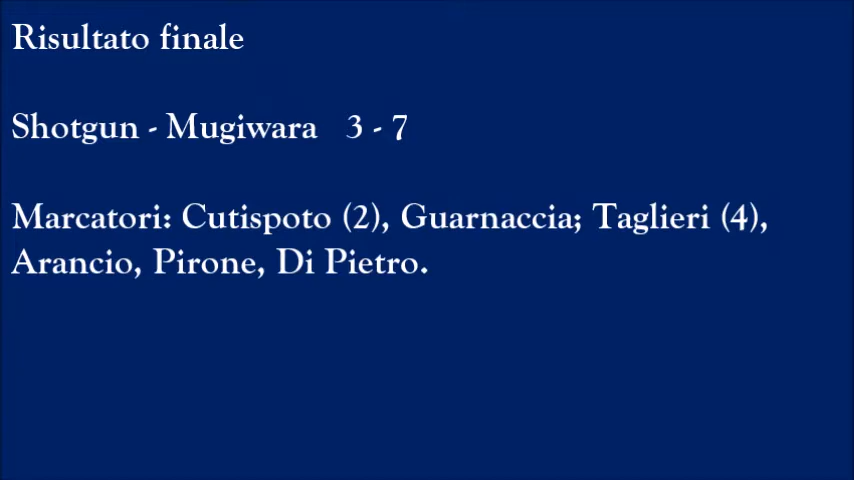 Risultato finale
Shotgun - Mugiwara 3 - 7
Marcatori: Cutispoto (2), Guarnaccia; Taglieri (4),
Arancio, Pirone, Di Pietro.